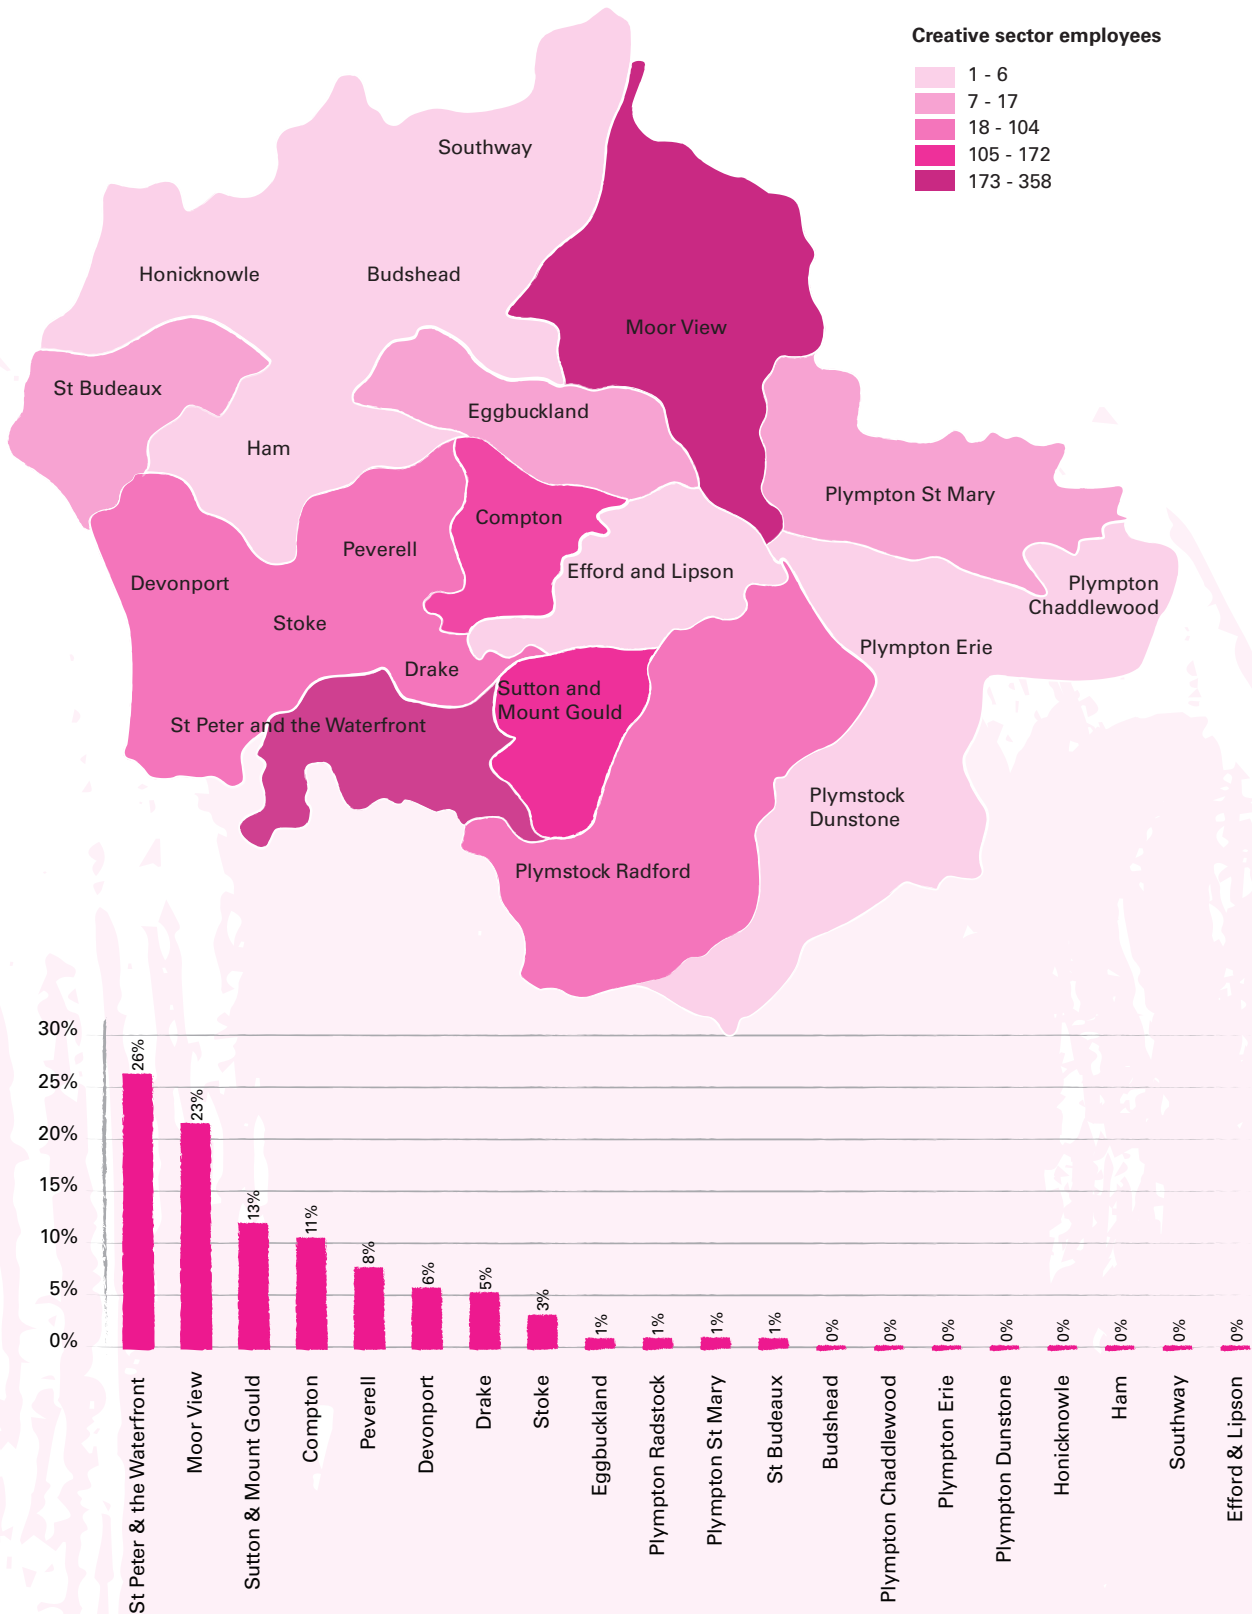 Creative sector employees
1 - 6
7 - 17
18 - 104
105 - 172
173 - 358
Southway
Honicknowle
Budshead
Moor View
St Budeaux
Eggbuckland
Ham
Plympton St Mary
Compton
Peverell
Efford and Lipson
Devonport
Plympton
Chaddlewood
Stoke
Plympton Erie
Drake
Sutton and
Mount Gould
St Peter and the Waterfront
Plymstock
Dunstone
Plymstock Radford
30%
25%
20%
15%
10%
5%
0%
26%
23%
13%
11%
8%
6%
5%
3%
1%
1%
1%
1%
0%
0%
0%
0%
0%
0%
0%
0%
St Peter & the Waterfront
Moor View
Sutton & Mount Gould
Compton
Peverell
Devonport
Drake
Stoke
Eggbuckland
Plympton Radstock
Plympton St Mary
St Budeaux
Budshead
Plympton Chaddlewood
Plympton Erie
Plympton Dunstone
Honicknowle
Ham
Southway
Efford & Lipson